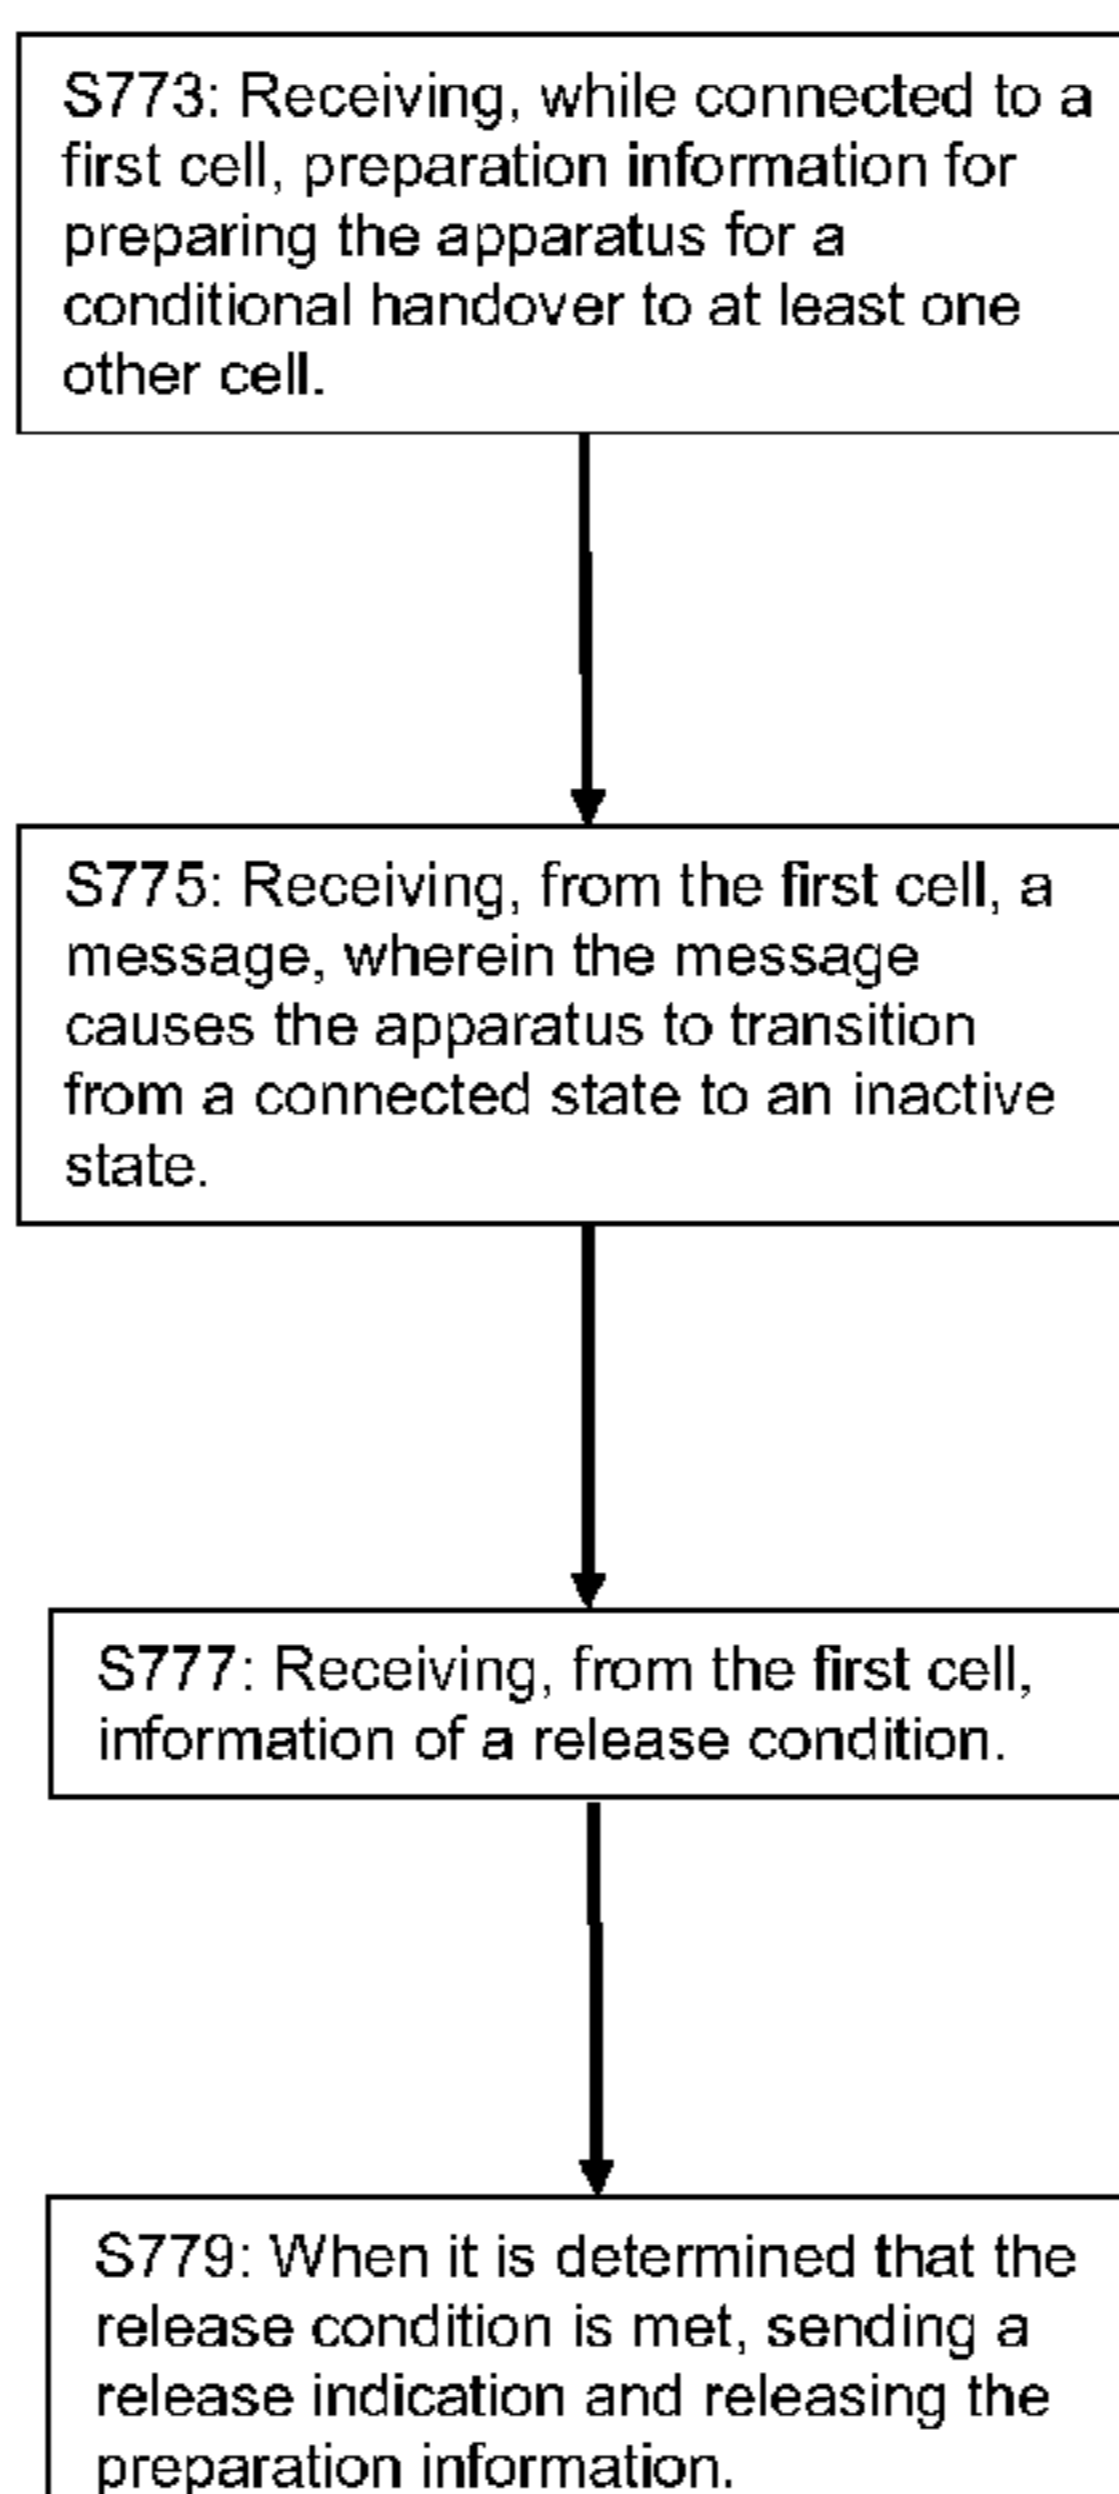 S773: Receiving, while connected to a
first cell, preparation information for
preparing the apparatus for a
conditional handover to at least one
other cell.
S775: Receiving, from the first cell, a
message, wherein the message
causes the apparatus to transition
from a connected state to an inactive
state.
S777: Receiving, from the first cell,
information of a release condition.
S779: When it is determined that the
release condition is met, sending a
release indication and releasing the
preparation information.